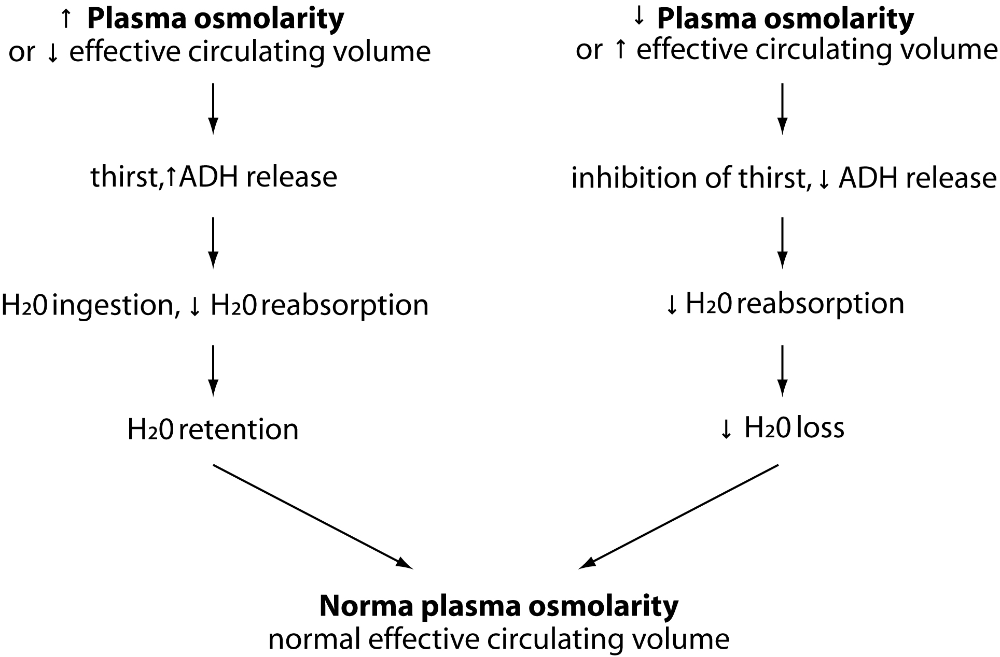 ↑ Plasma osmolarity
or ↓ effective circulating volume
thirst,↑ADH release
H₂0 ingestion, ↓ H₂0 reabsorption
H₂0 retention
↓ Plasma osmolarity
or ↑ effective circulating volume
inhibition of thirst, ↓ ADH release
↓ H₂0 reabsorption
↓ H₂0 loss
Norma plasma osmolarity
normal effective circulating volume